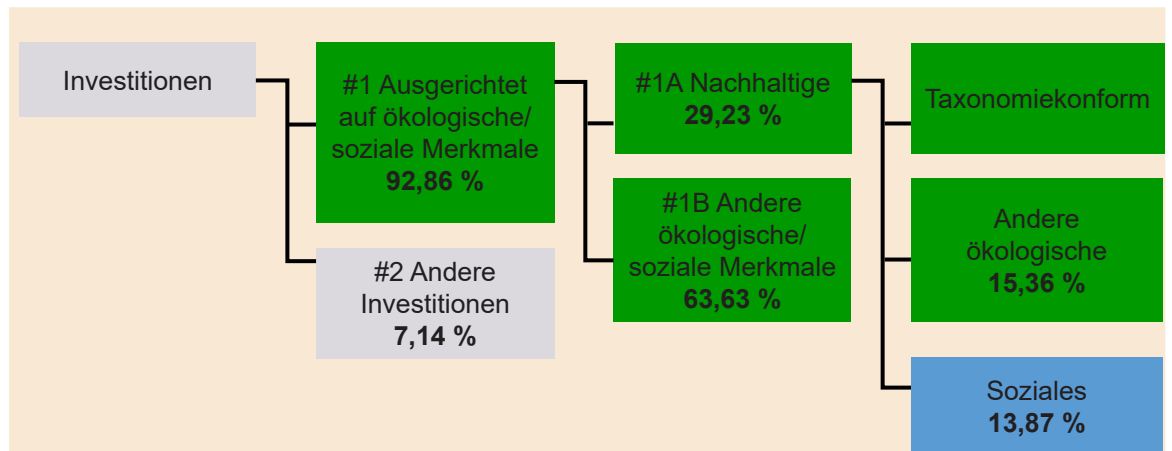 Investitionen
#1 Ausgerichtet
auf ökologische/
soziale Merkmale
92,86 %
#2 Andere
Investitionen
7,14 %
#1A Nachhaltige
29,23 %
#1B Andere
ökologische/
soziale Merkmale
63,63 %
Taxonomiekonform
Andere
ökologische
15,36 %
Soziales
13,87 %